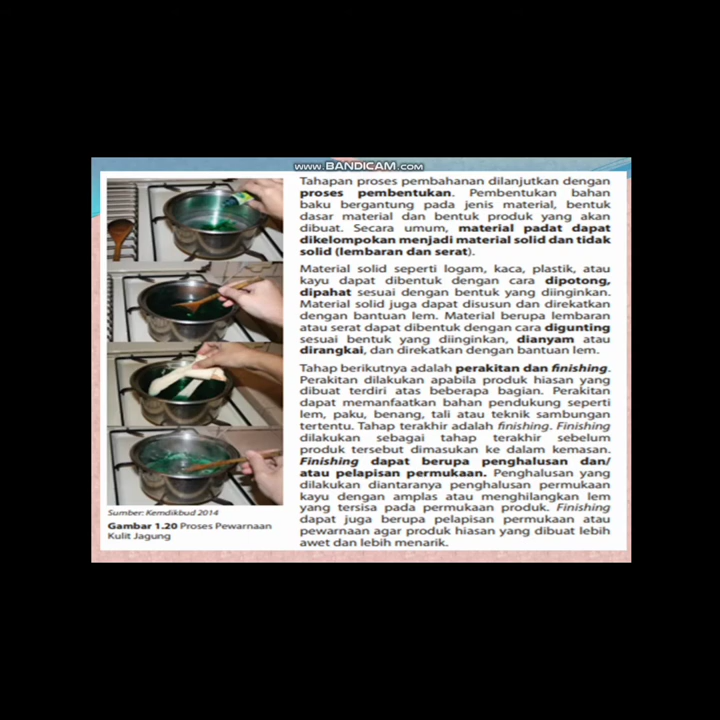 www.BANDICAM.com
Tahapan proses pembahanan dilanjutkan dengan
proses pembentukan. Pembentukan bahan
baku bergantung pada jenis material, bentuk
dasar material dan bentuk produk yang akan
dibuat. Secara umum, material padat dapat
dikelompokan menjadi material solid dan tidak
solid (lembaran dan serat).
Material solid seperti logam, kaca, plastik, atau
kayu dapat dibentuk dengan cara dipotong,
dipahat sesuai dengan bentuk yang diinginkan.
Material solid juga dapat disusun dan direkatkan
dengan bantuan lem. Material berupa lembaran
atau serat dapat dibentuk dengan cara digunting
sesuai bentuk yang diinginkan, dianyam atau
dirangkai, dan direkatkan dengan bantuan lem.
Tahap berikutnya adalah perakitan dan finishing.
Perakitan dilakukan apabila produk hiasan yang
dibuat terdiri atas beberapa bagian. Perakitan
dapat memanfaatkan bahan pendukung seperti
lem, paku, benang, tali atau teknik sambungan
tertentu. Tahap terakhir adalah finishing. Finishing
dilakukan sebagai tahap terakhir sebelum
produk tersebut dimasukan ke dalam kemasan.
Finishing dapat berupa penghalusan dan/
atau pelapisan permukaan. Penghalusan yang
dilakukan diantaranya penghalusan permukaan
kayu dengan amplas atau menghilangkan lem
yang tersisa pada permukaan produk. Finishing
dapat juga berupa pelapisan permukaan atau
pewarnaan agar produk hiasan yang dibuat lebih
awet dan lebih menarik.
Sumber: Kemdikbud 2014
Gambar 1.20 Proses Pewarnaan
Kulit Jagung